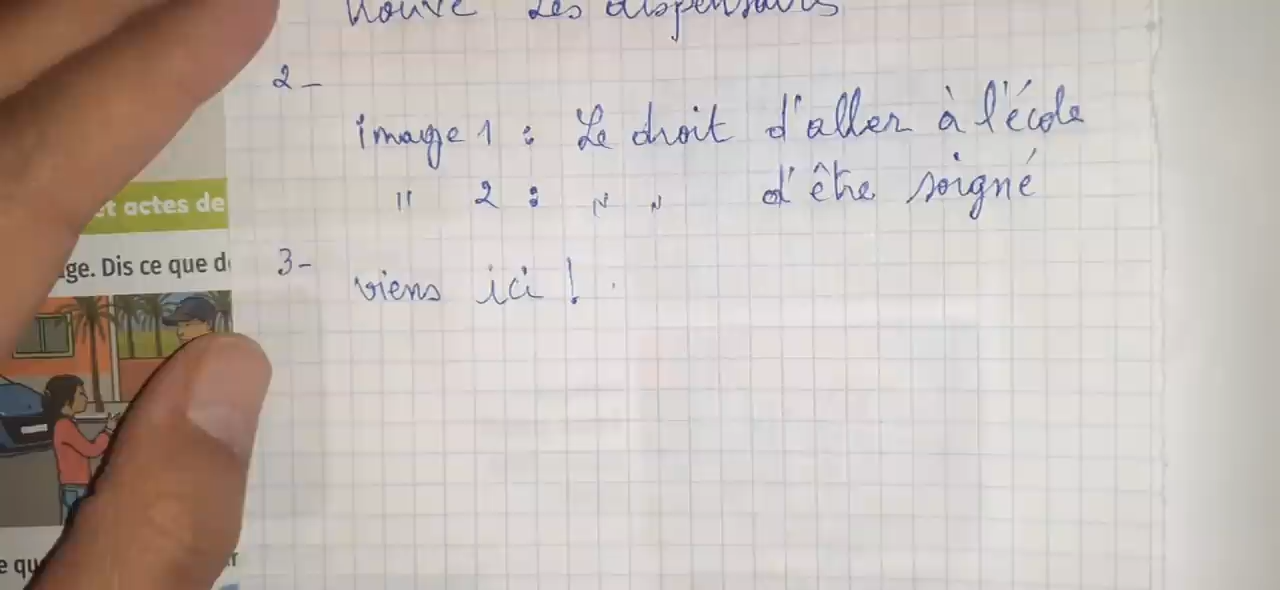 2-
image 1 : Le droit d'aller à l'école
" 2 : " " d'être soigné
3-
viens ici !
et actes de
ge. Dis ce que d
e qu